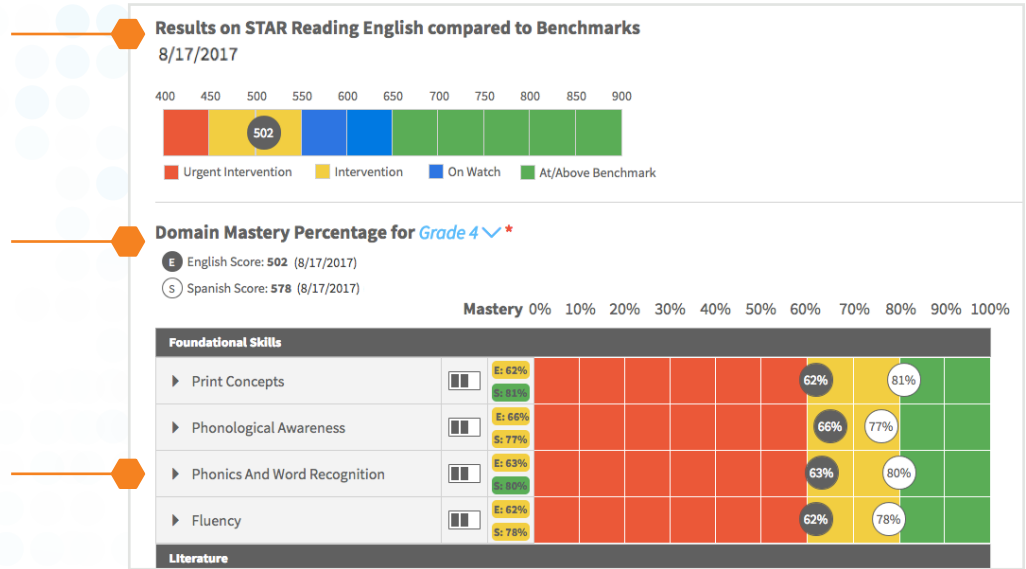 Results on STAR Reading English compared to Benchmarks
8/17/2017
400 450 500 550 600 650 700 750 800 850 900
502
Urgent Intervention Intervention On Watch At/Above Benchmark
Domain Mastery Percentage for Grade 4 *
E English Score: 502 (8/17/2017)
S Spanish Score: 578 (8/17/2017)
Mastery 0% 10% 20% 30% 40% 50% 60% 70% 80% 90% 100%
Foundational Skills
Print Concepts E: 62% S: 81% 62% 81%
Phonological Awareness E: 66% S: 77% 66% 77%
Phonics And Word Recognition E: 63% S: 80% 63% 80%
Fluency E: 62% S: 78% 62% 78%
Literature